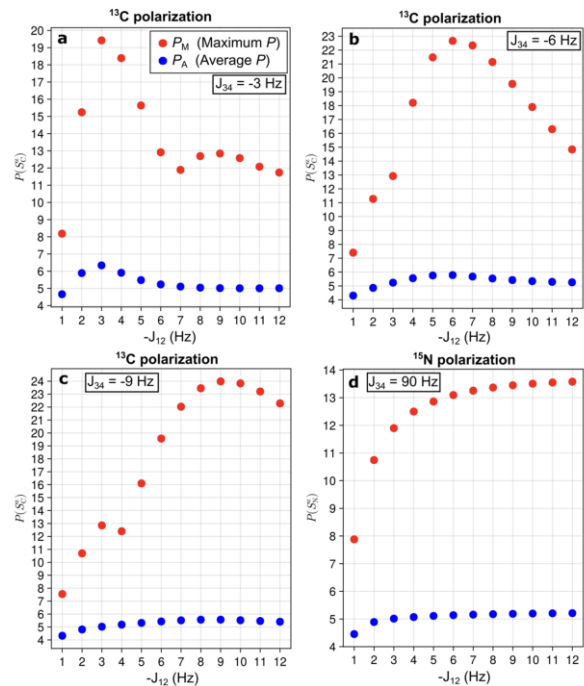 ¹³C polarization
a
P_M (Maximum P)
P_A (Average P)
J₃₄ = -3 Hz
P(S_C^z)
20
19
18
17
16
15
14
13
12
11
10
9
8
7
6
5
4
1 2 3 4 5 6 7 8 9 10 11 12
-J₁₂ (Hz)
¹³C polarization
b
J₃₄ = -6 Hz
P(S_C^z)
23
22
21
20
19
18
17
16
15
14
13
12
11
10
9
8
7
6
5
4
1 2 3 4 5 6 7 8 9 10 11 12
-J₁₂ (Hz)
¹³C polarization
c
J₃₄ = -9 Hz
P(S_C^z)
24
23
22
21
20
19
18
17
16
15
14
13
12
11
10
9
8
7
6
5
4
1 2 3 4 5 6 7 8 9 10 11 12
-J₁₂ (Hz)
¹⁵N polarization
d
J₃₄ = 90 Hz
P(S_N^z)
14
13
12
11
10
9
8
7
6
5
4
1 2 3 4 5 6 7 8 9 10 11 12
-J₁₂ (Hz)